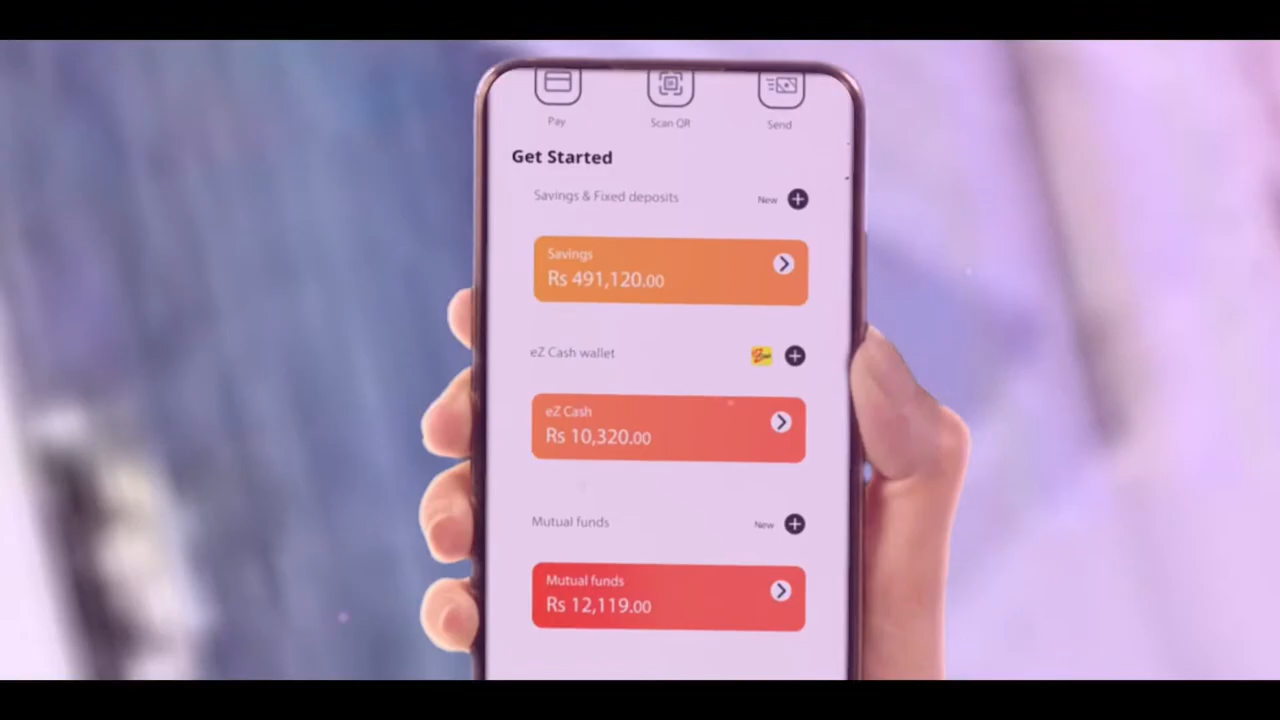 Pay
Scan QR
Send
Get Started
Savings & Fixed deposits
New
Savings
Rs 491,120.00
eZ Cash wallet
eZ Cash
Rs 10,320.00
Mutual funds
New
Mutual funds
Rs 12,119.00